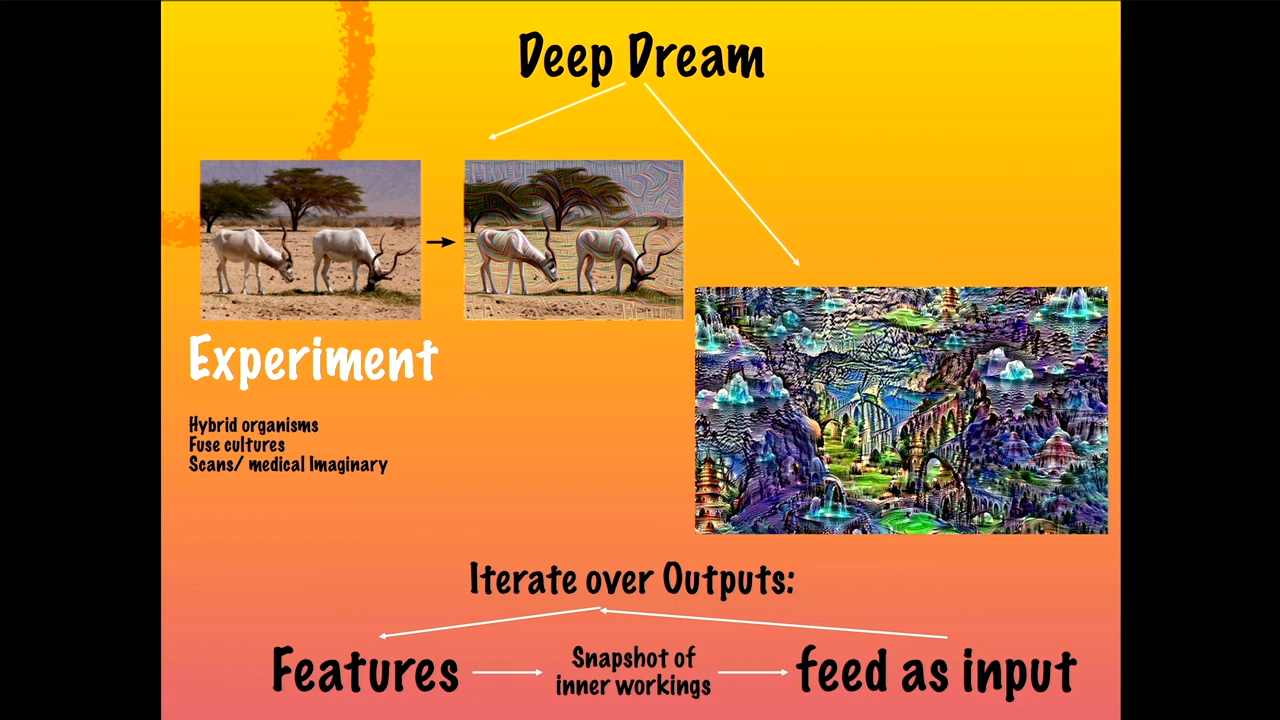 Deep Dream
Experiment
Hybrid organisms
Fuse cultures
Scans/ medical Imaginary
Iterate over Outputs:
Features
Snapshot of
inner workings
feed as input